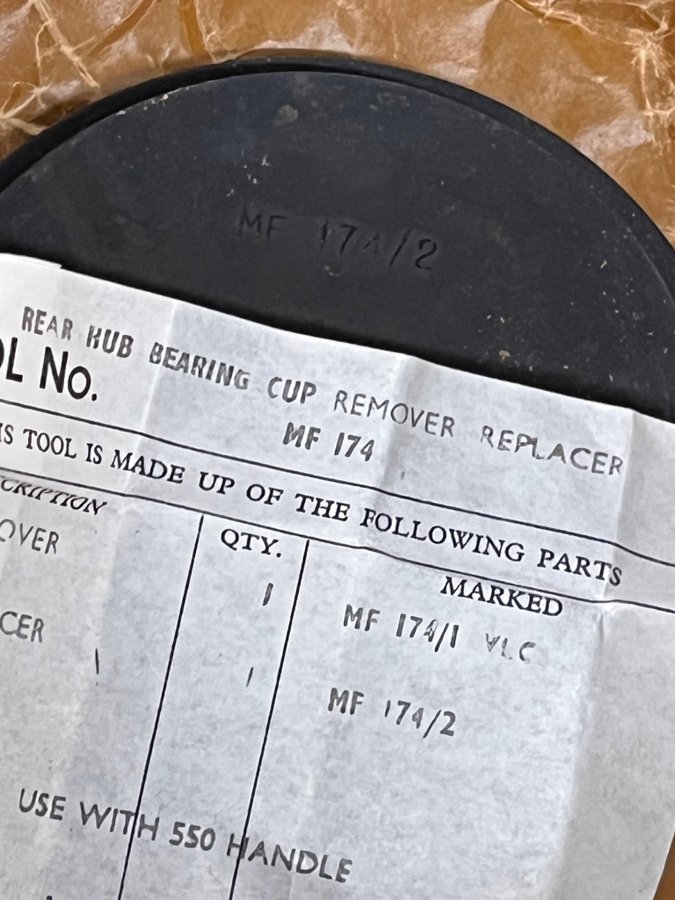 MF 174/2
REAR HUB BEARING CUP REMOVER REPLACER
OL No. MF 174
IS TOOL IS MADE UP OF THE FOLLOWING PARTS
CRIPTION QTY. MARKED
OVER 1 MF 174/1 VLC
CER 1 MF 174/2
USE WITH 550 HANDLE